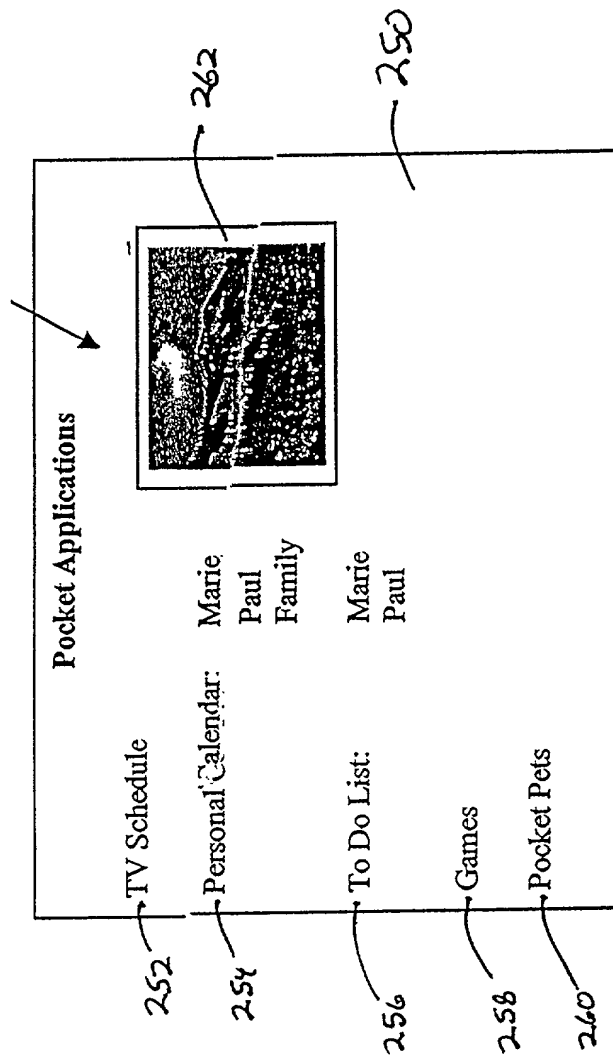 Pocket Applications
262
252
TV Schedule
254
Personal Calendar: Marie
Paul
Family
250
256
To Do List: Marie
Paul
258
Games
260
Pocket Pets